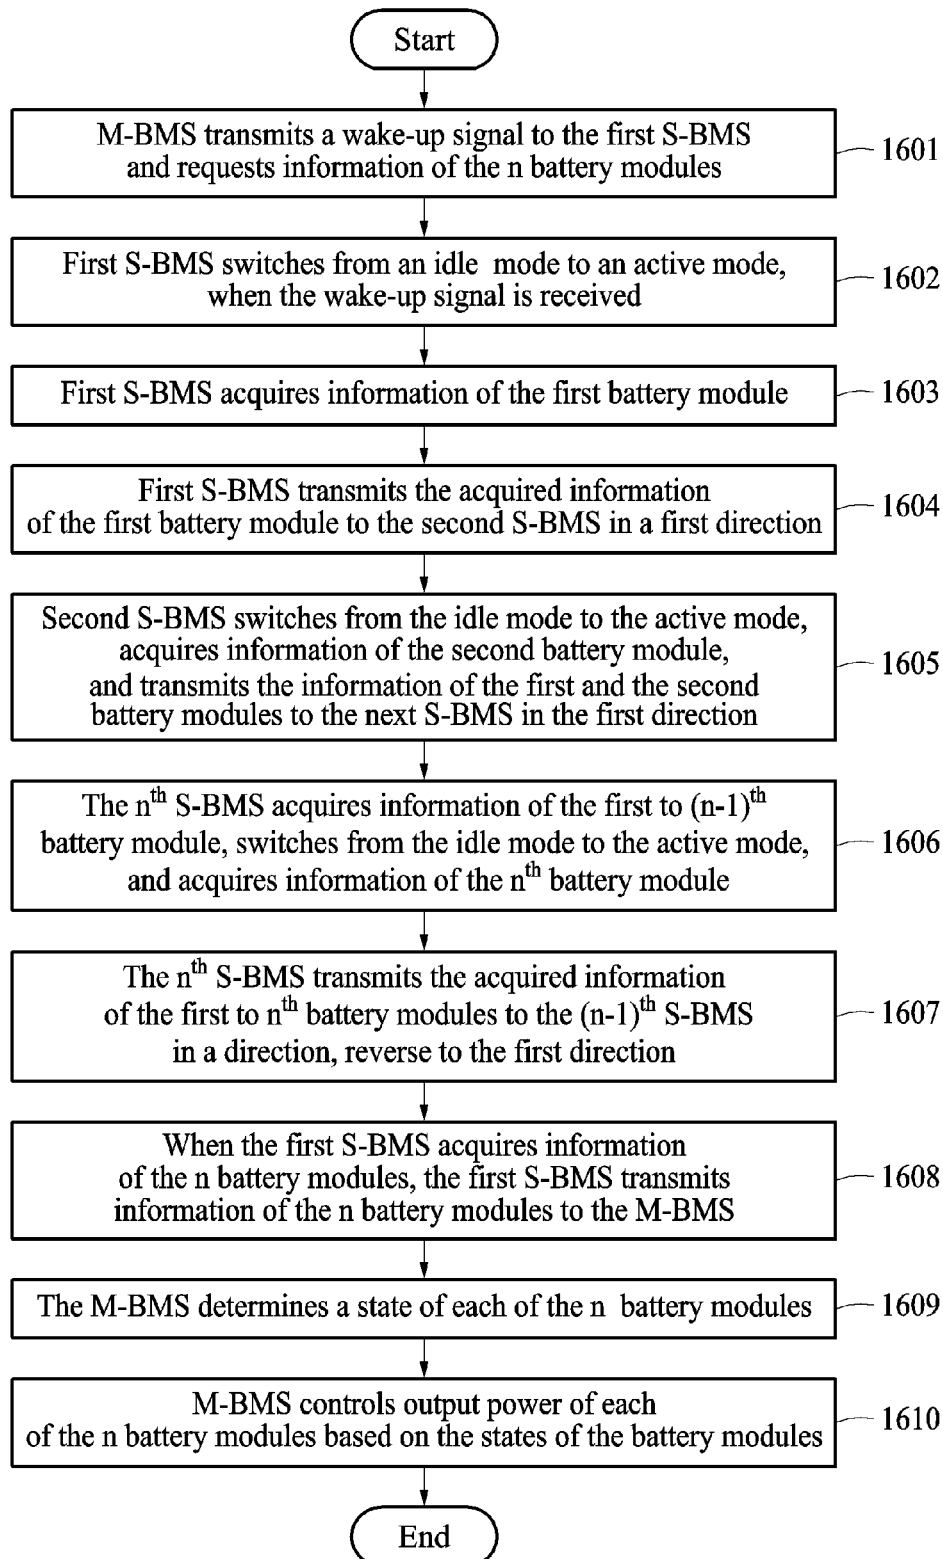 Start
M-BMS transmits a wake-up signal to the first S-BMS
and requests information of the n battery modules
1601
First S-BMS switches from an idle mode to an active mode,
when the wake-up signal is received
1602
First S-BMS acquires information of the first battery module
1603
First S-BMS transmits the acquired information
of the first battery module to the second S-BMS in a first direction
1604
Second S-BMS switches from the idle mode to the active mode,
acquires information of the second battery module,
and transmits the information of the first and the second
battery modules to the next S-BMS in the first direction
1605
The nth S-BMS acquires information of the first to (n-1)th
battery module, switches from the idle mode to the active mode,
and acquires information of the nth battery module
1606
The nth S-BMS transmits the acquired information
of the first to nth battery modules to the (n-1)th S-BMS
in a direction, reverse to the first direction
1607
When the first S-BMS acquires information
of the n battery modules, the first S-BMS transmits
information of the n battery modules to the M-BMS
1608
The M-BMS determines a state of each of the n battery modules
1609
M-BMS controls output power of each
of the n battery modules based on the states of the battery modules
1610
End